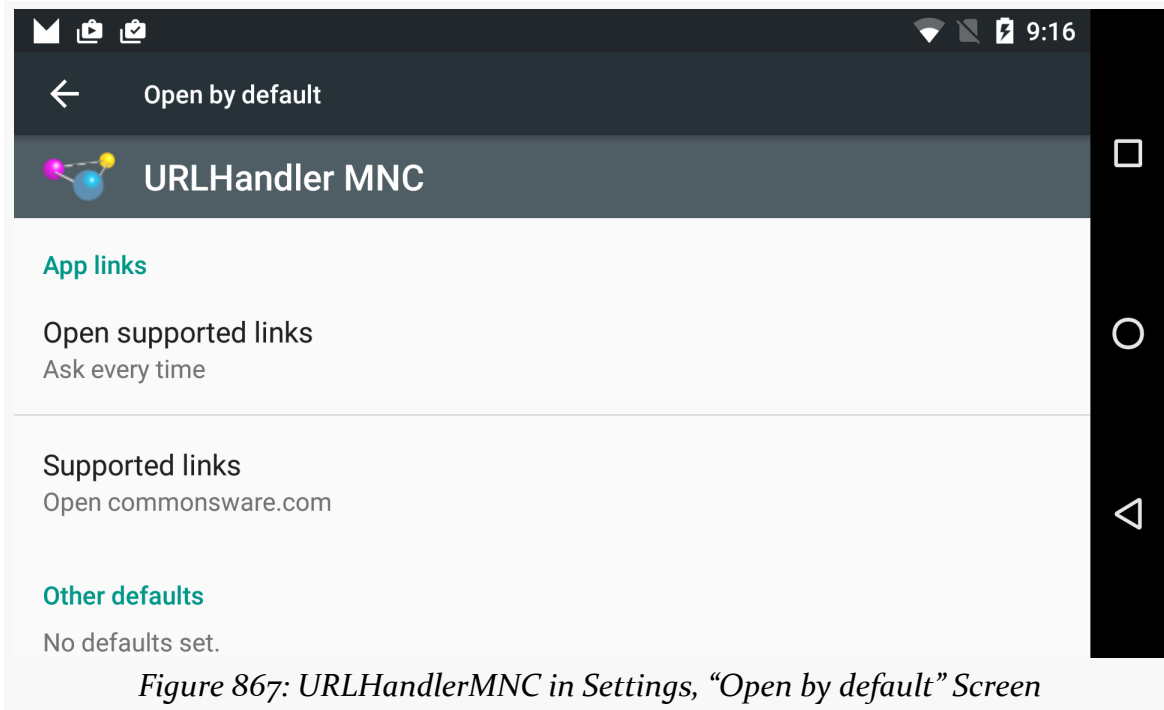 9:16
Open by default
URLHandler MNC
App links
Open supported links
Ask every time
Supported links
Open commonsware.com
Other defaults
No defaults set.
Figure 867: URLHandlerMNC in Settings, “Open by default” Screen